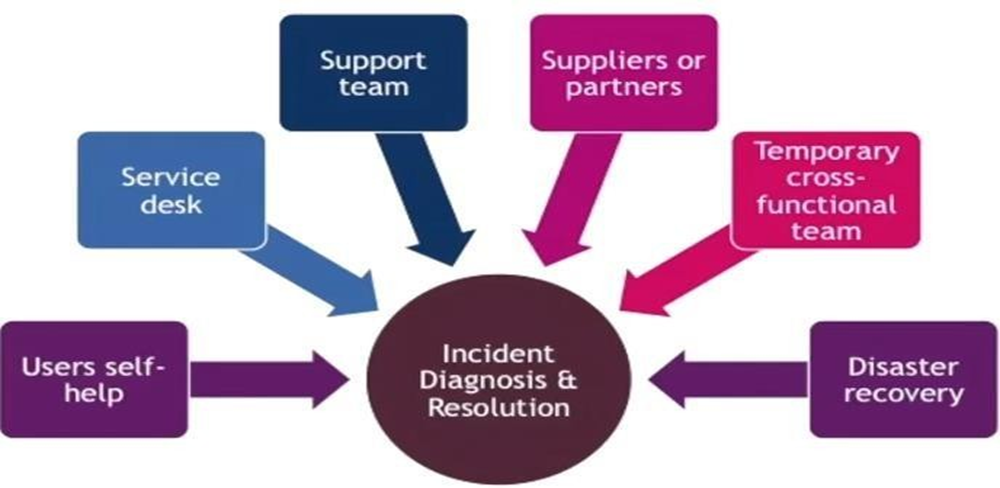 Support
team
Suppliers or
partners
Service
desk
Temporary
cross-
functional
team
Users self-
help
Incident
Diagnosis &
Resolution
Disaster
recovery